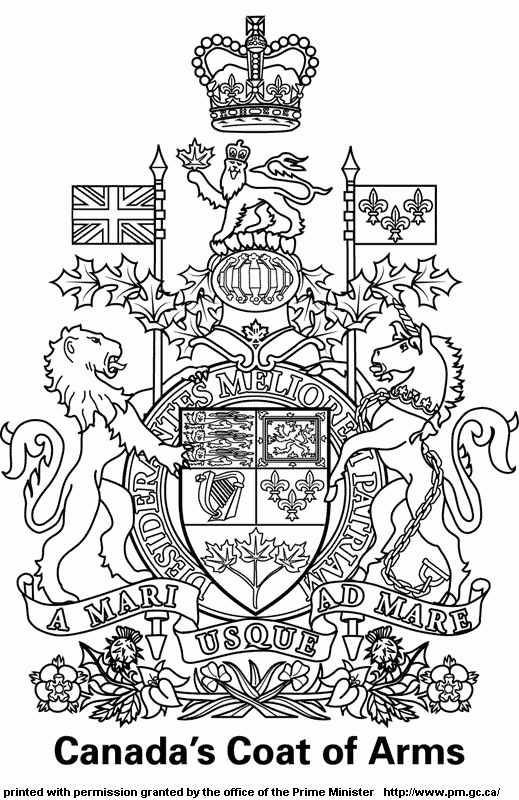 DESIDERANTES MELIOREM PATRIAM
A MARI USQUE AD MARE
Canada's Coat of Arms
printed with permission granted by the office of the Prime Minister http://www.pm.gc.ca/